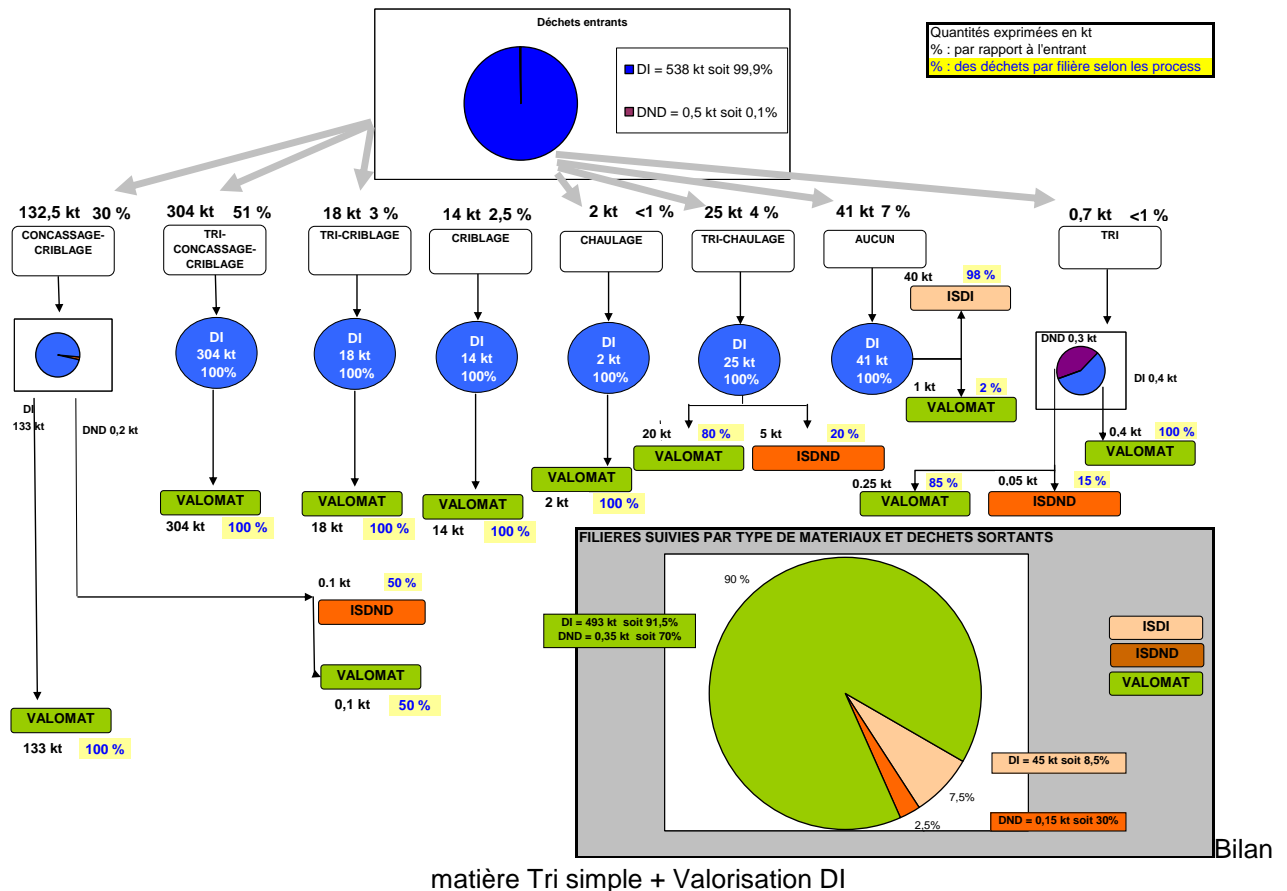 Déchets entrants
DI = 538 kt soit 99,9%
DND = 0,5 kt soit 0,1%
Quantités exprimées en kt
% : par rapport à l'entrant
% : des déchets par filière selon les process
132,5 kt 30 %
304 kt 51 %
18 kt 3 %
14 kt 2,5 %
2 kt <1 %
25 kt 4 %
41 kt 7 %
0,7 kt <1 %
CONCASSAGE-
CRIBLAGE
TRI-
CONCASSAGE-
CRIBLAGE
TRI-CRIBLAGE
CRIBLAGE
CHAULAGE
TRI-CHAULAGE
AUCUN
TRI
40 kt 98 %
ISDI
DI
304 kt
100%
DI
18 kt
100%
DI
14 kt
100%
DI
2 kt
100%
DI
25 kt
100%
DI
41 kt
100%
DND 0,3 kt
DI 0,4 kt
1 kt 2 %
VALOMAT
DI
133 kt
DND 0,2 kt
20 kt 80 %
VALOMAT
5 kt 20 %
ISDND
0.4 kt 100 %
VALOMAT
0.25 kt 85 %
VALOMAT
0,05 kt 15 %
ISDND
VALOMAT
304 kt 100 %
VALOMAT
18 kt 100 %
VALOMAT
14 kt 100 %
VALOMAT
2 kt 100 %
0.1 kt 50 %
ISDND
VALOMAT
0,1 kt 50 %
VALOMAT
133 kt 100 %
FILIERES SUIVIES PAR TYPE DE MATERIAUX ET DECHETS SORTANTS
90 %
DI = 493 kt soit 91,5%
DND = 0,35 kt soit 70%
ISDI
ISDND
VALOMAT
DI = 45 kt soit 8,5%
7,5%
DND = 0,15 kt soit 30%
2,5%
Bilan
matière Tri simple + Valorisation DI